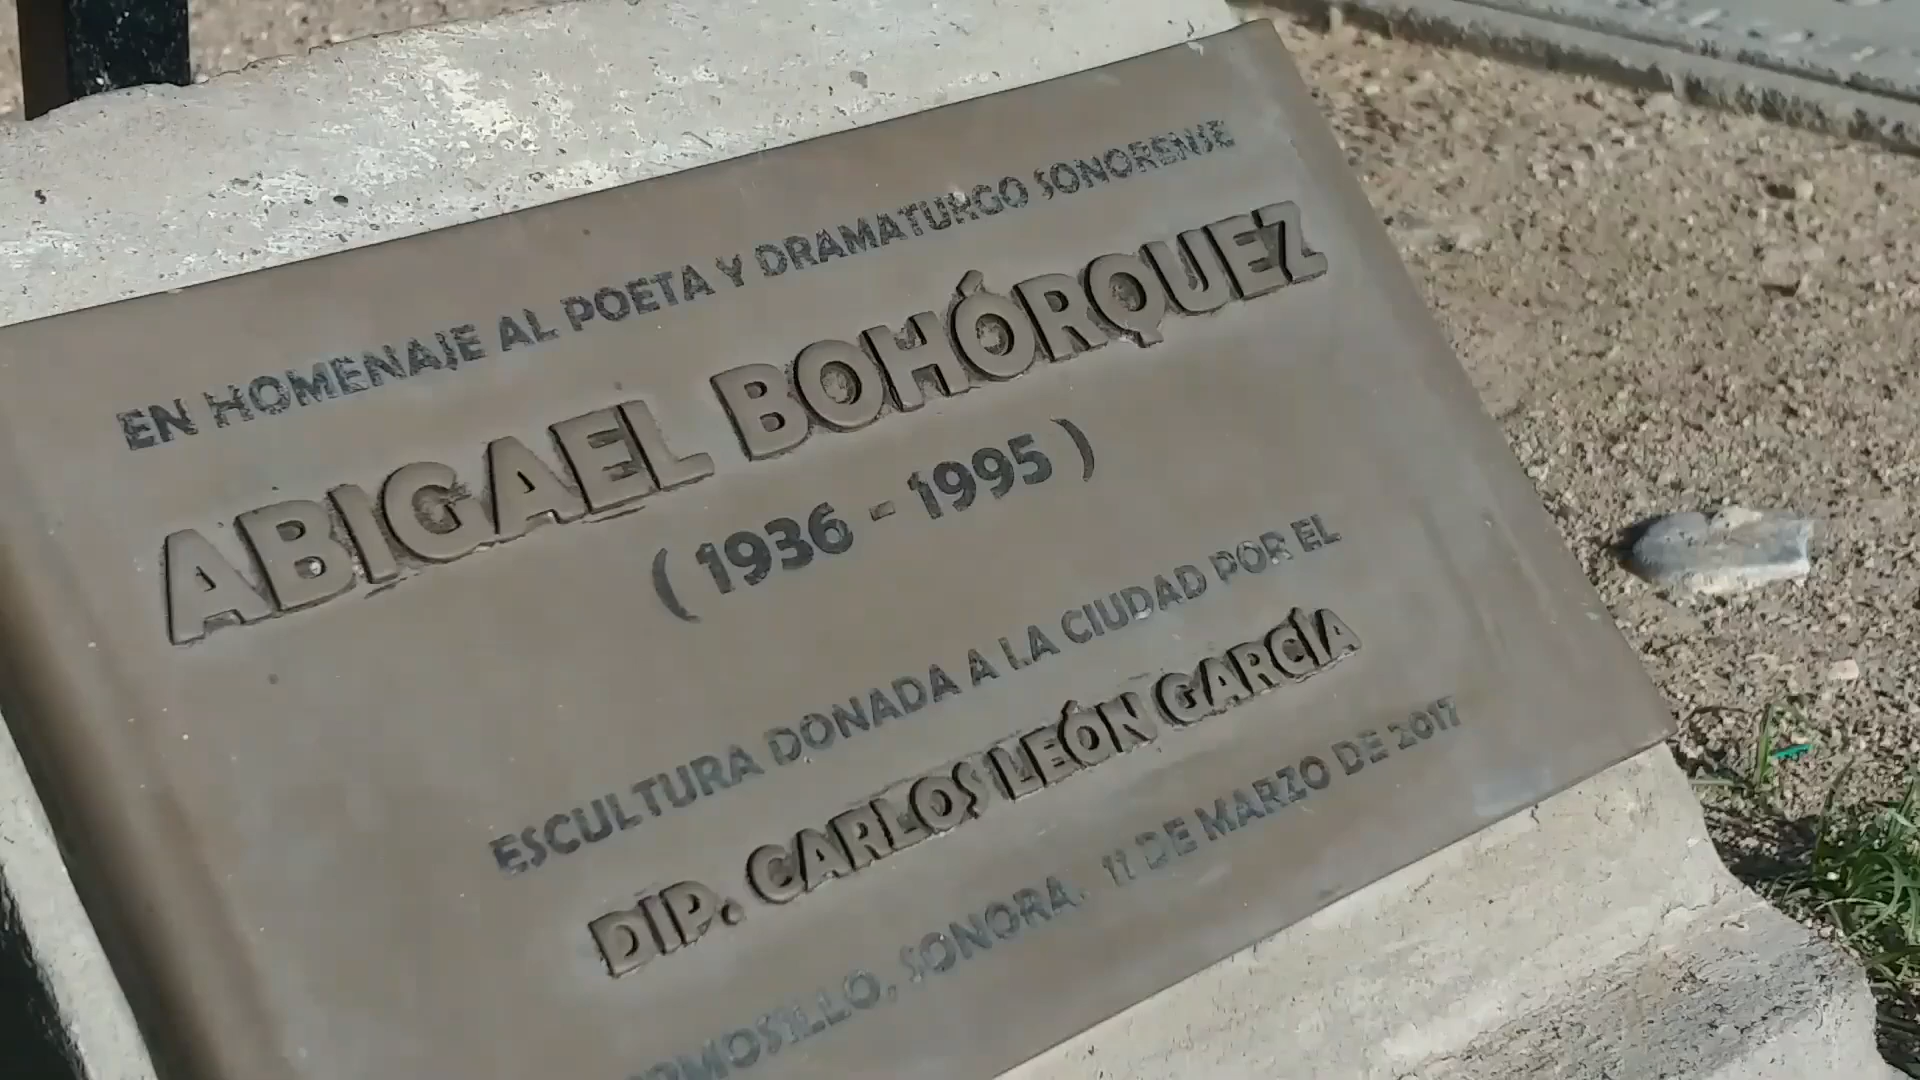 EN HOMENAJE AL POETA Y DRAMATURGO SONORENSE
ABIGAEL BOHÓRQUEZ
( 1936 - 1995 )
ESCULTURA DONADA A LA CIUDAD POR EL
DIP. CARLOS LEÓN GARCÍA
RMOSILLO, SONORA, 11 DE MARZO DE 2017